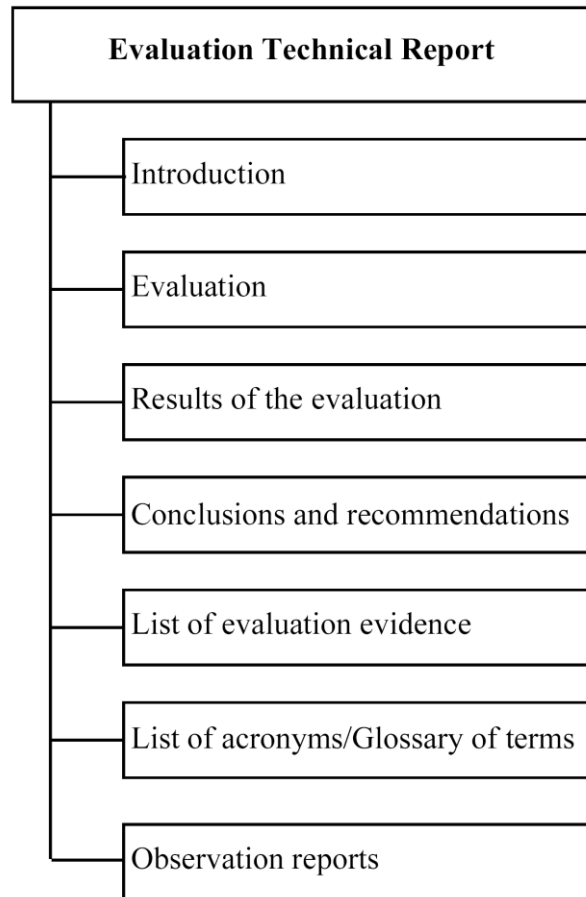 Evaluation Technical Report
Introduction
Evaluation
Results of the evaluation
Conclusions and recommendations
List of evaluation evidence
List of acronyms/Glossary of terms
Observation reports